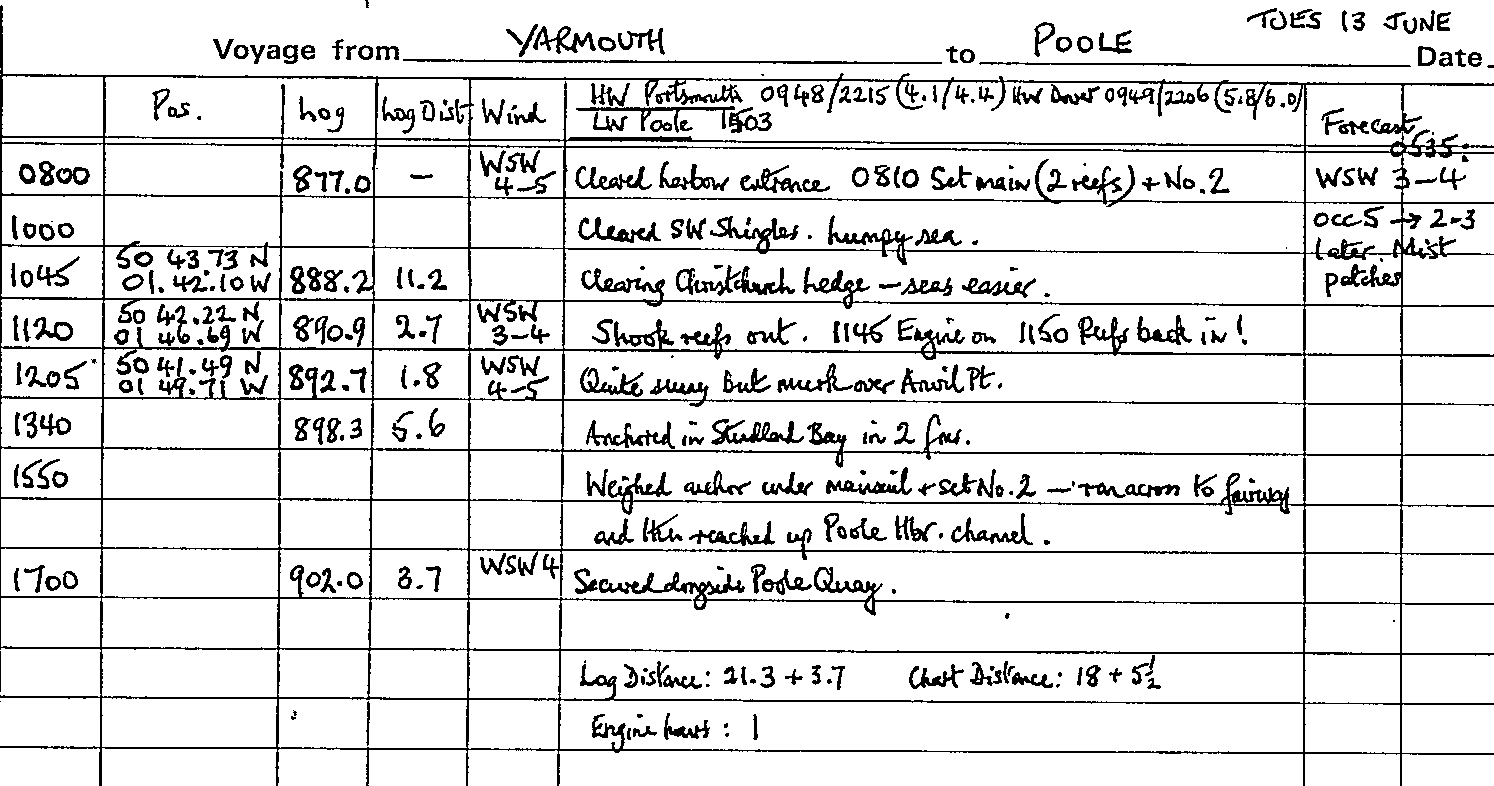 TUES 13 JUNE
Voyage from YARMOUTH to POOLE Date
Pos. Log Log Dist Wind HW Portsmouth 0948/2215 (4.1/4.4) HW Dover 0949/2206 (5.8/6.0)
LW Poole 1503
Forecast
0535:
0800 877.0 – WSW 4–5 Cleared harbour entrance 0810 Set main (2 reefs) + No.2 WSW 3–4
1000 Cleared SW Shingles. humpy sea. occ 5 → 2–3
later. Mist
patches
1045 50 43.73 N
01.42.10 W 888.2 11.2 Clearing Christchurch hedge – seas easier.
1120 50 42.22 N
01 46.69 W 890.9 2.7 WSW 3–4 Shook reefs out. 1145 Engine on 1150 Reefs back in!
1205 50 41.49 N
01 49.71 W 892.7 1.8 WSW 4–5 Quite sunny but murk over Anvil Pt.
1340 898.3 5.6 Anchored in Studland Bay in 2 fms.
1550 Weighed anchor under mainsail + set No.2 – ran across to fairway
and then reached up Poole Hbr. channel.
1700 902.0 3.7 WSW 4 Secured alongside Poole Quay.
Log Distance: 21.3 + 3.7 Chart Distance: 18 + 5½
Engine hours: 1